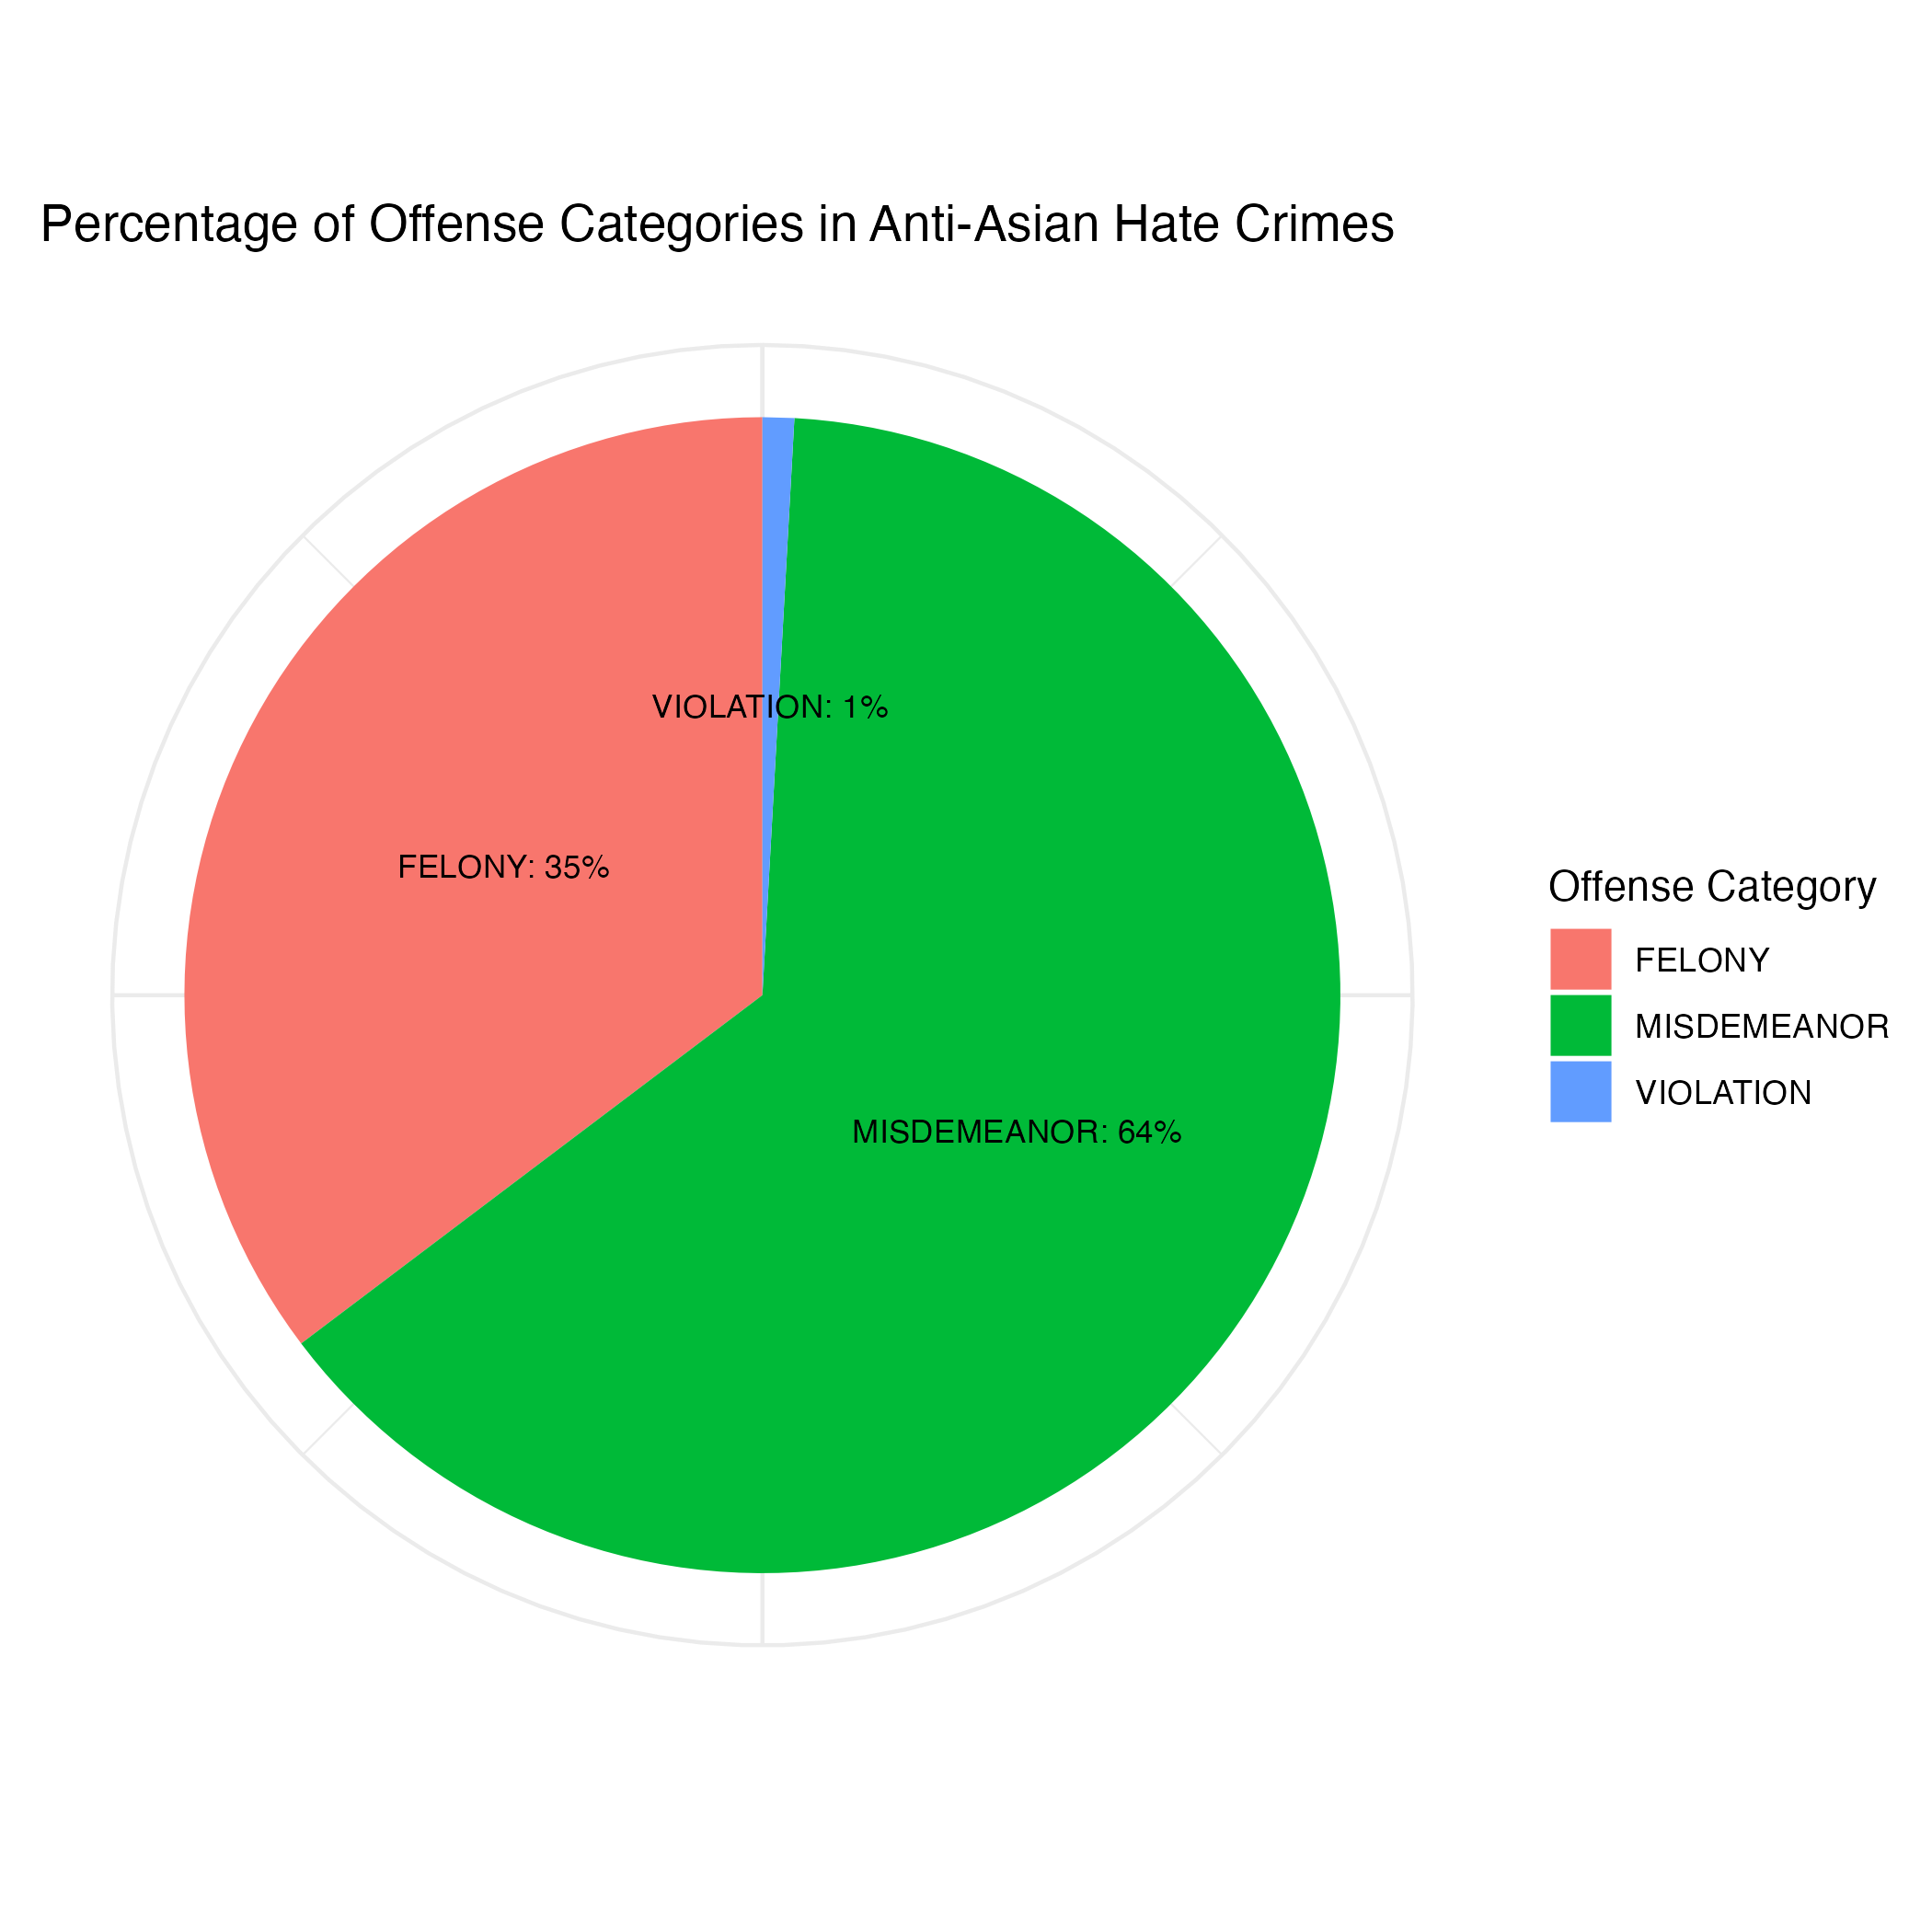 Percentage of Offense Categories in Anti-Asian Hate Crimes
VIOLATION: 1%
FELONY: 35%
MISDEMEANOR: 64%
Offense Category
FELONY
MISDEMEANOR
VIOLATION